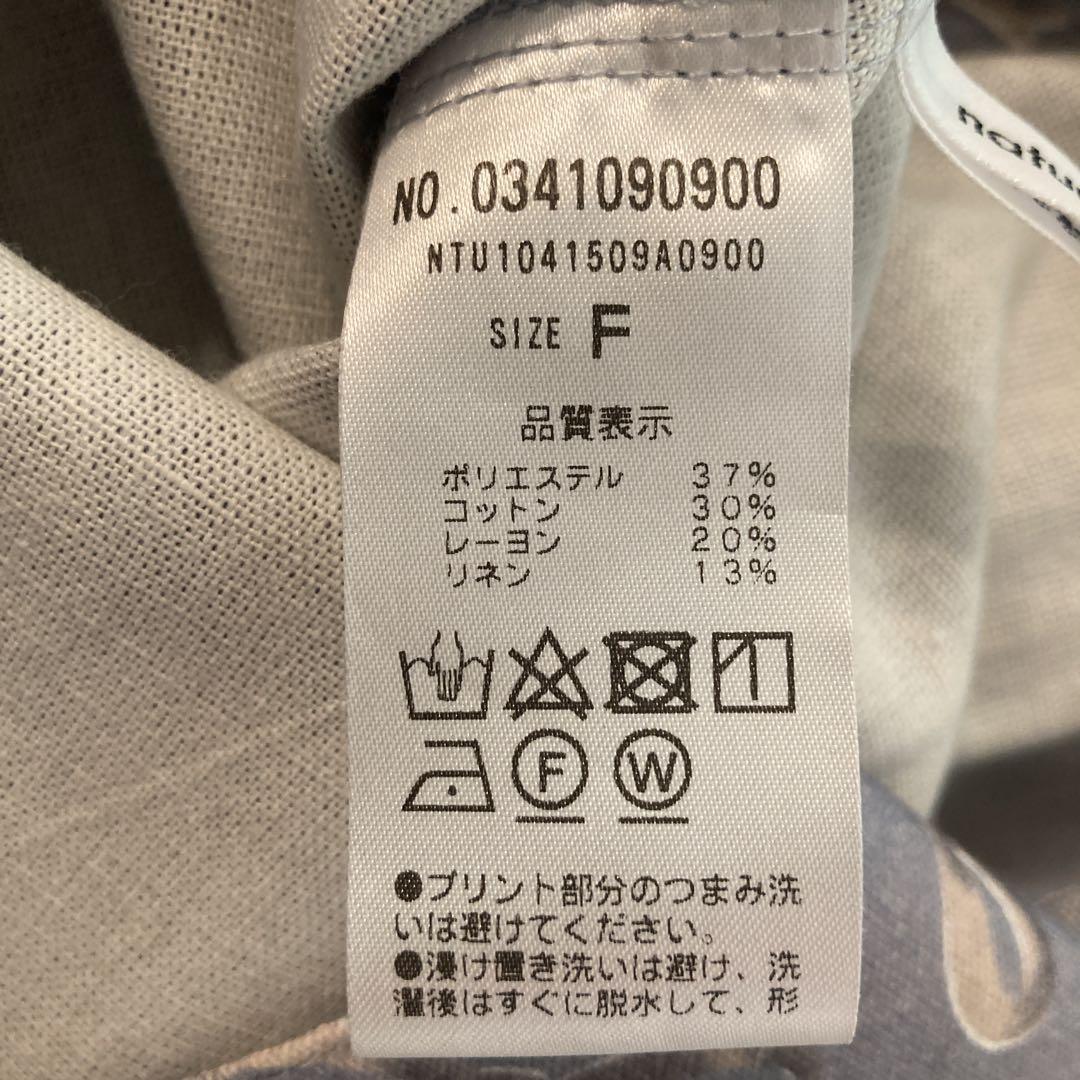 NO.0341090900
NTU1041509A0900
SIZE F
品質表示
ポリエステル 37%
コットン 30%
レーヨン 20%
リネン 13%
F W
●プリント部分のつまみ洗
いは避けてください。
●浸け置き洗いは避け、洗
濯後はすぐに脱水して、形
natu